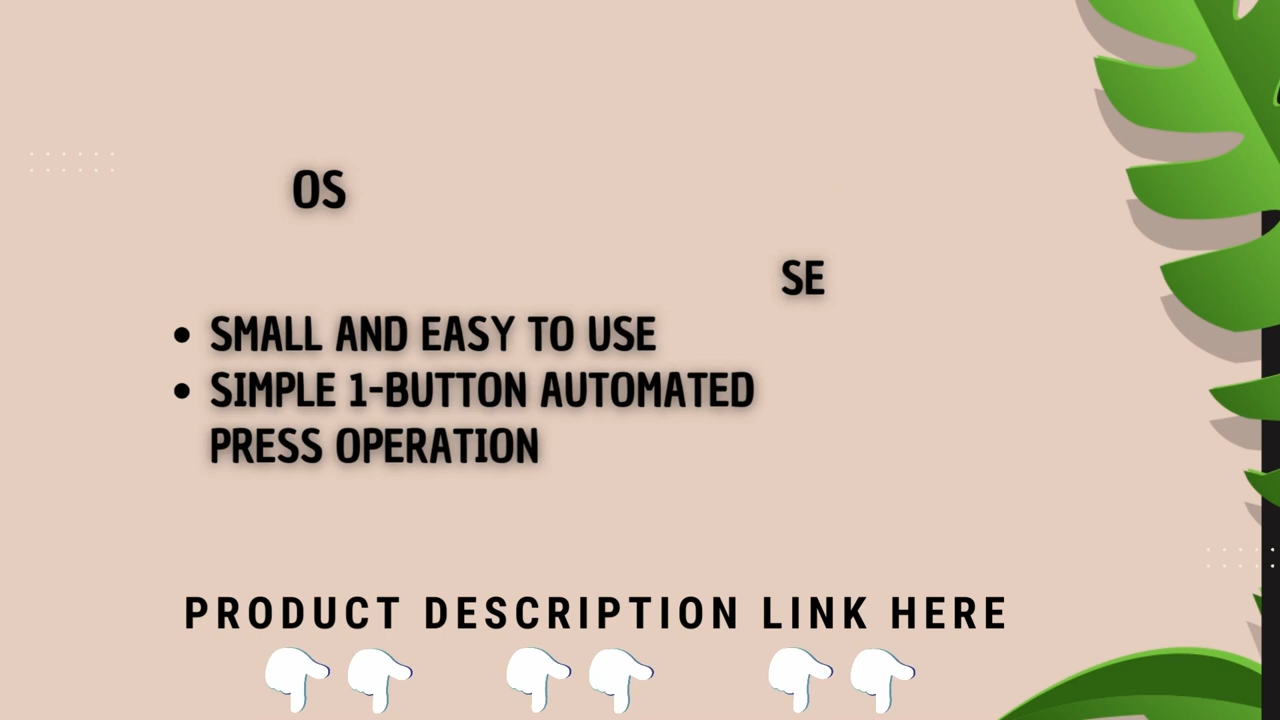 OS
SE
• SMALL AND EASY TO USE
• SIMPLE 1-BUTTON AUTOMATED
PRESS OPERATION
PRODUCT DESCRIPTION LINK HERE